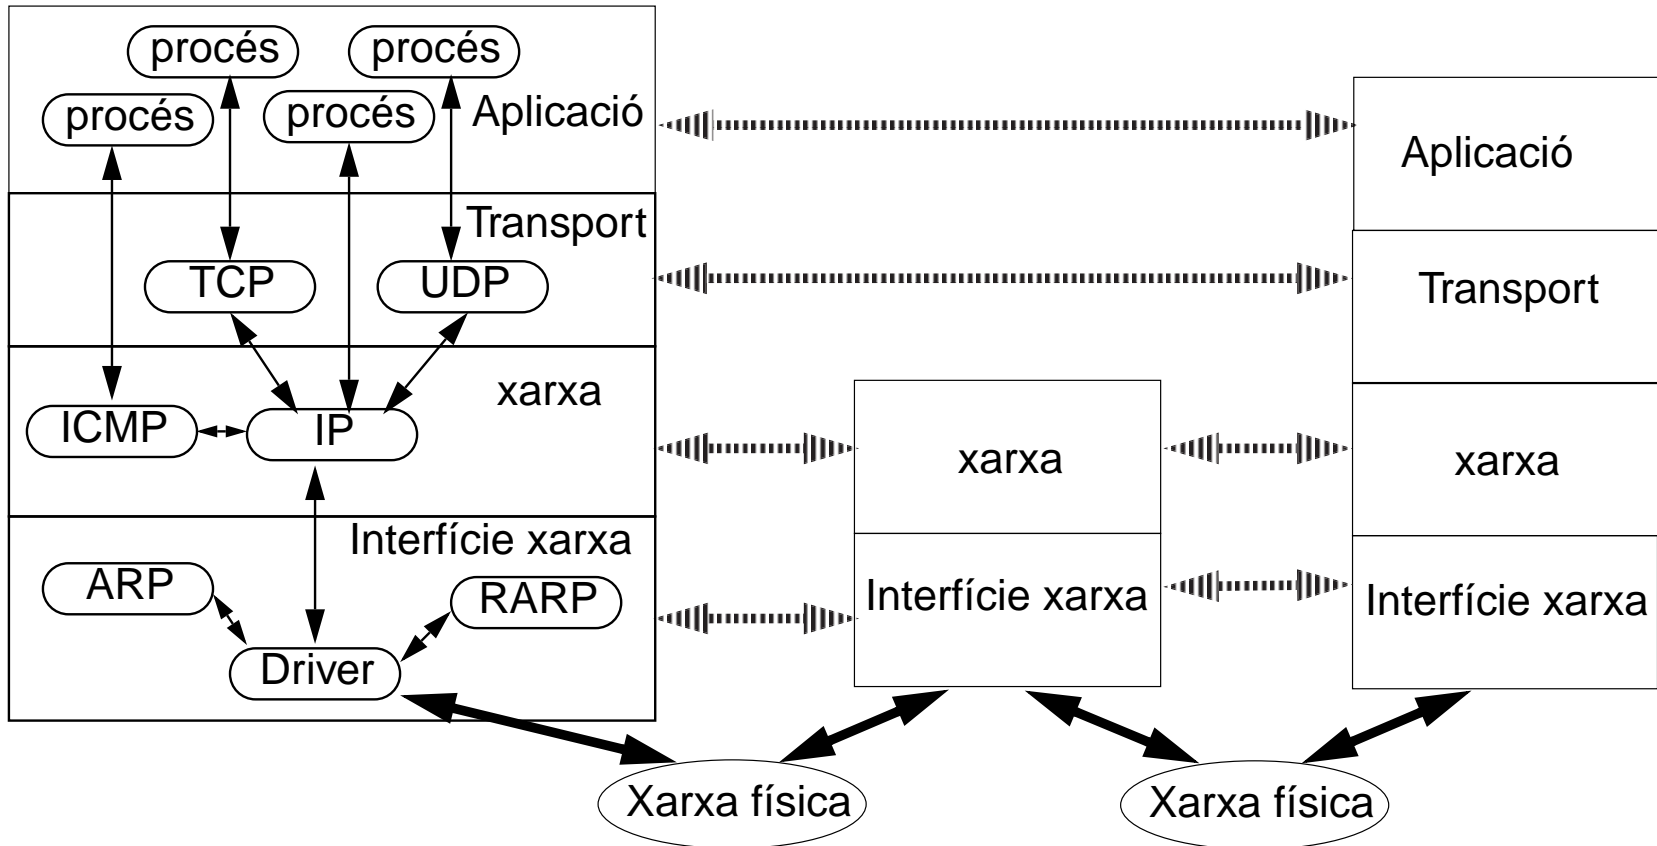 procés
procés
procés
procés
Aplicació
Transport
TCP
UDP
xarxa
ICMP
IP
Interfície xarxa
ARP
RARP
Driver
xarxa
Interfície xarxa
Aplicació
Transport
xarxa
Interfície xarxa
Xarxa física
Xarxa física